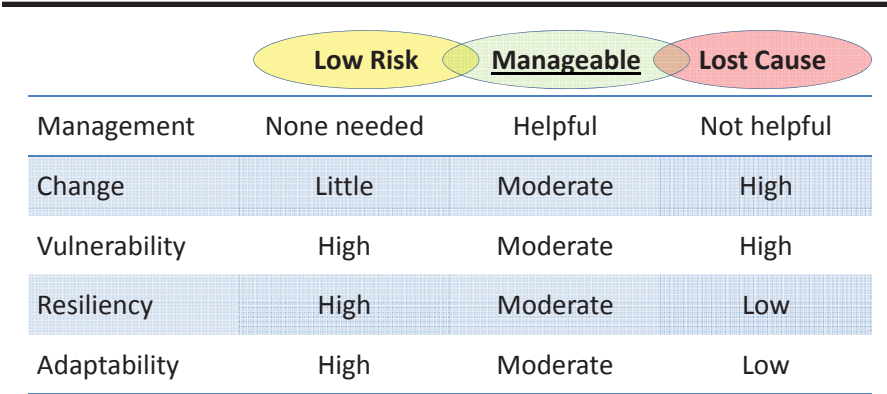 Low Risk Manageable Lost Cause
Management None needed Helpful Not helpful
Change Little Moderate High
Vulnerability High Moderate High
Resiliency High Moderate Low
Adaptability High Moderate Low